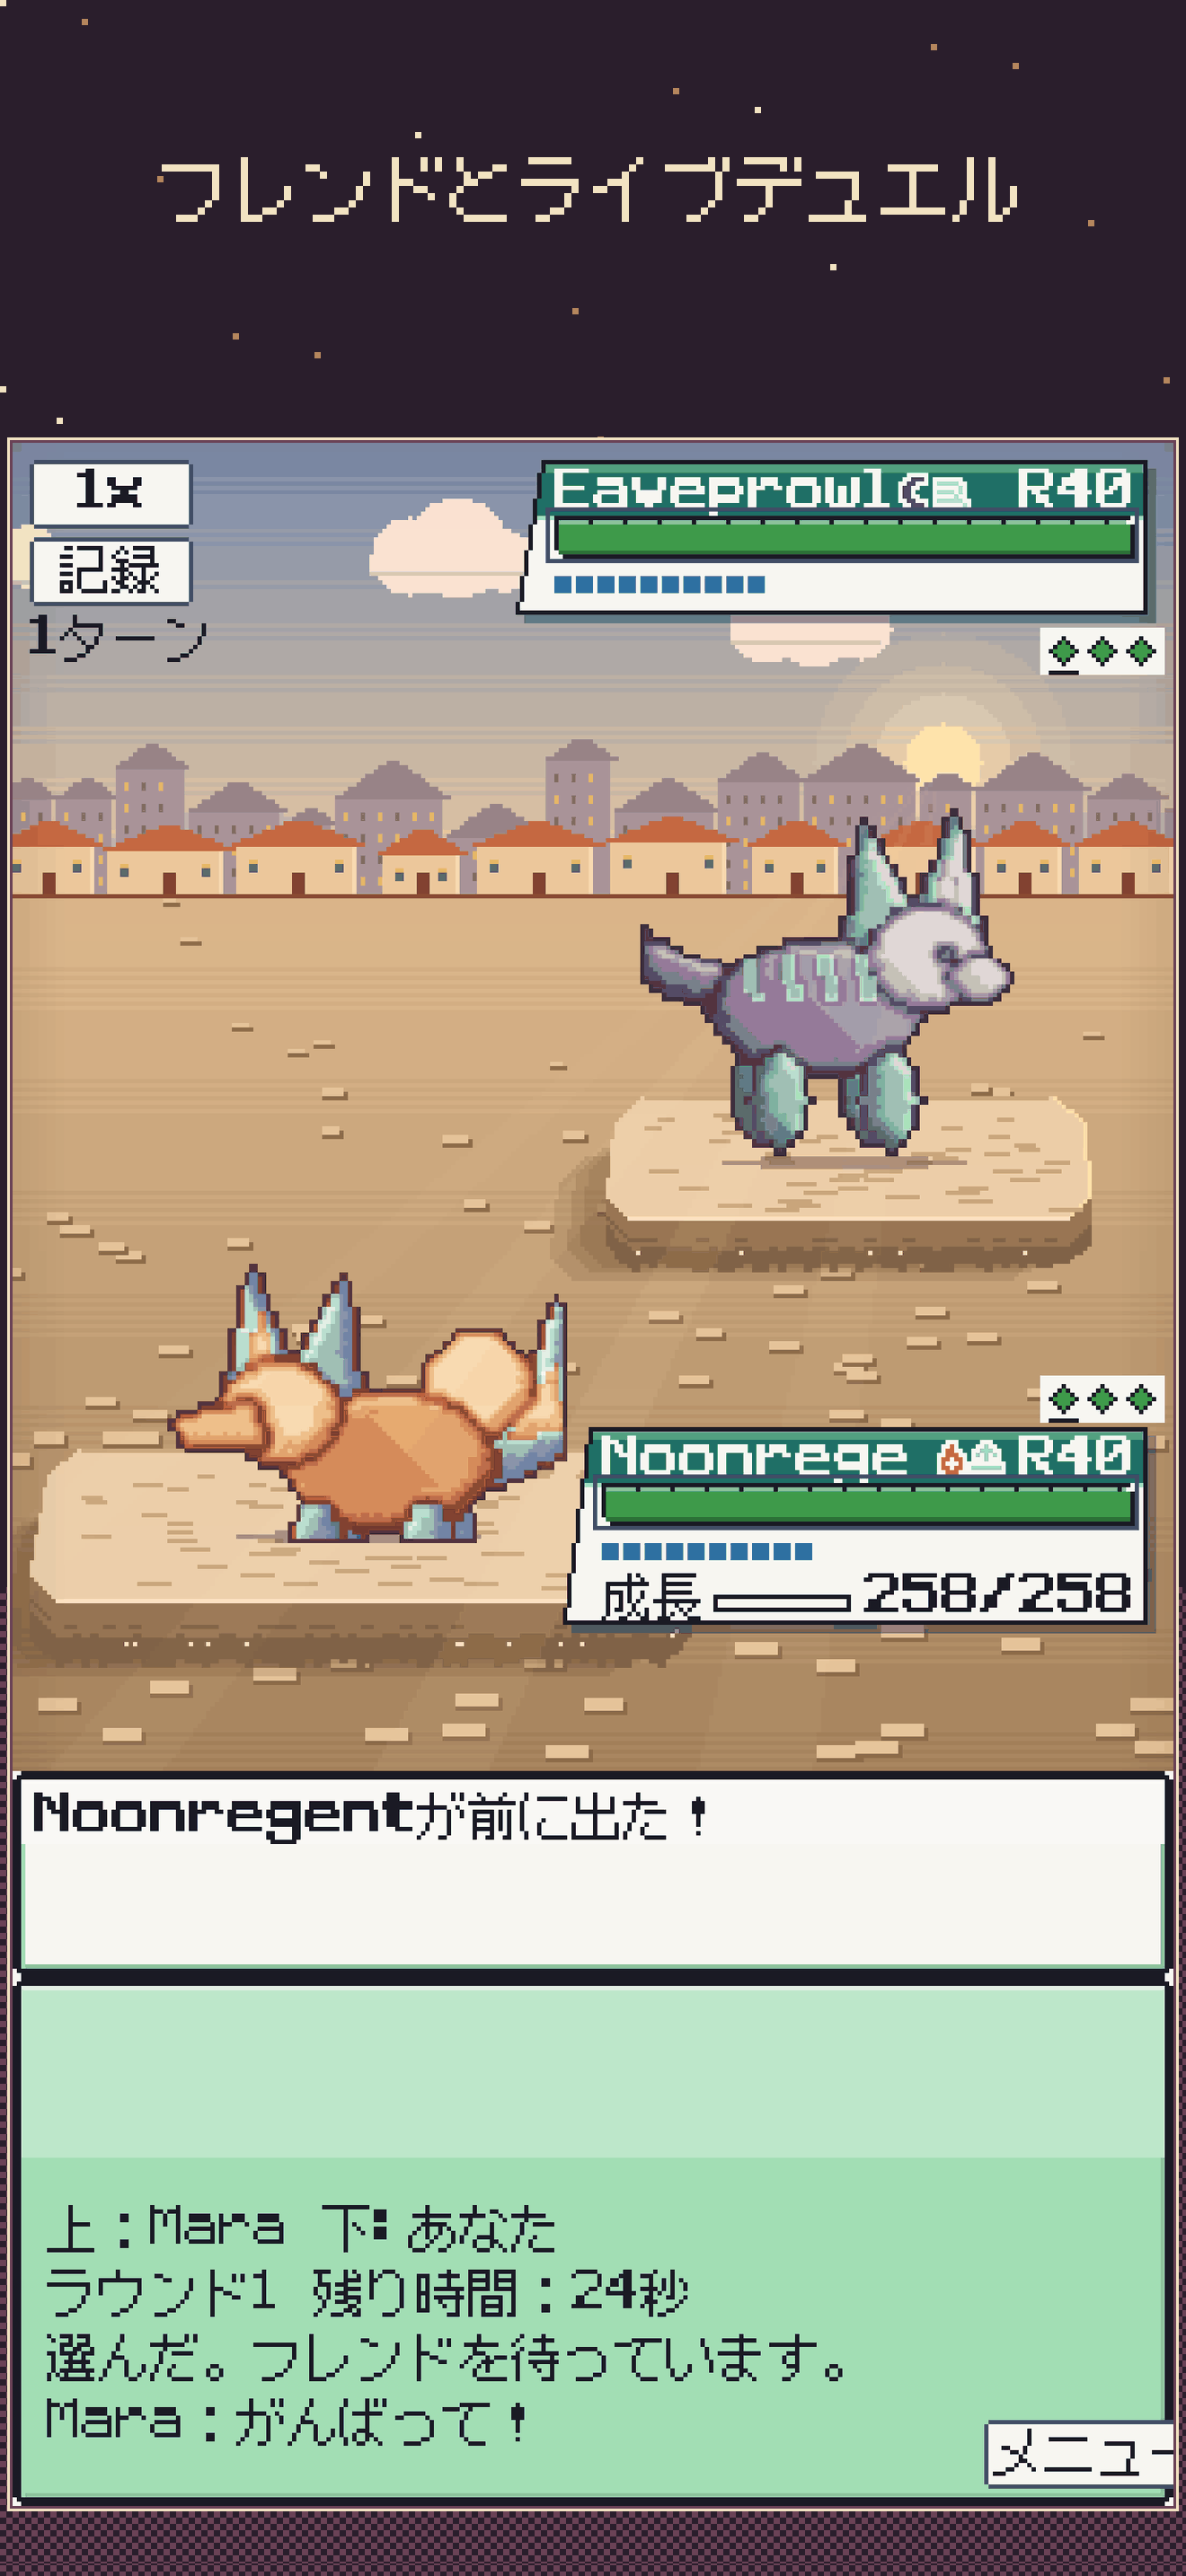 フレンドとライブデュエル
1x
Eaveprowl R40
記録
1ターン
Noonrege R40
成長 258/258
Noonregentが前に出た！
上：Mara 下：あなた
ラウンド1 残り時間：24秒
選んだ。フレンドを待っています。
Mara：がんばって！
メニュー